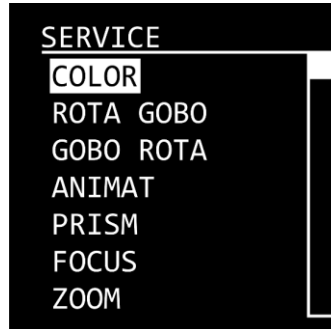 SERVICE
COLOR
ROTA GOBO
GOBO ROTA
ANIMAT
PRISM
FOCUS
ZOOM